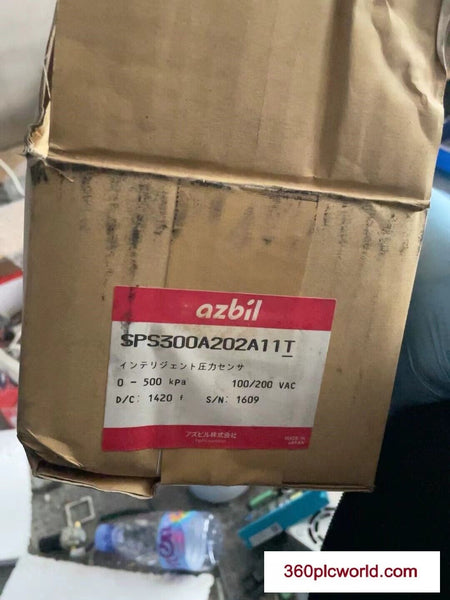 azbil
SPS300A202A11T
インテリジェント圧力センサ
0 - 500 kpa 100/200 VAC
D/C: 1420 f S/N: 1609
アズビル株式会社
MADE IN JAPAN
360plcworld.com